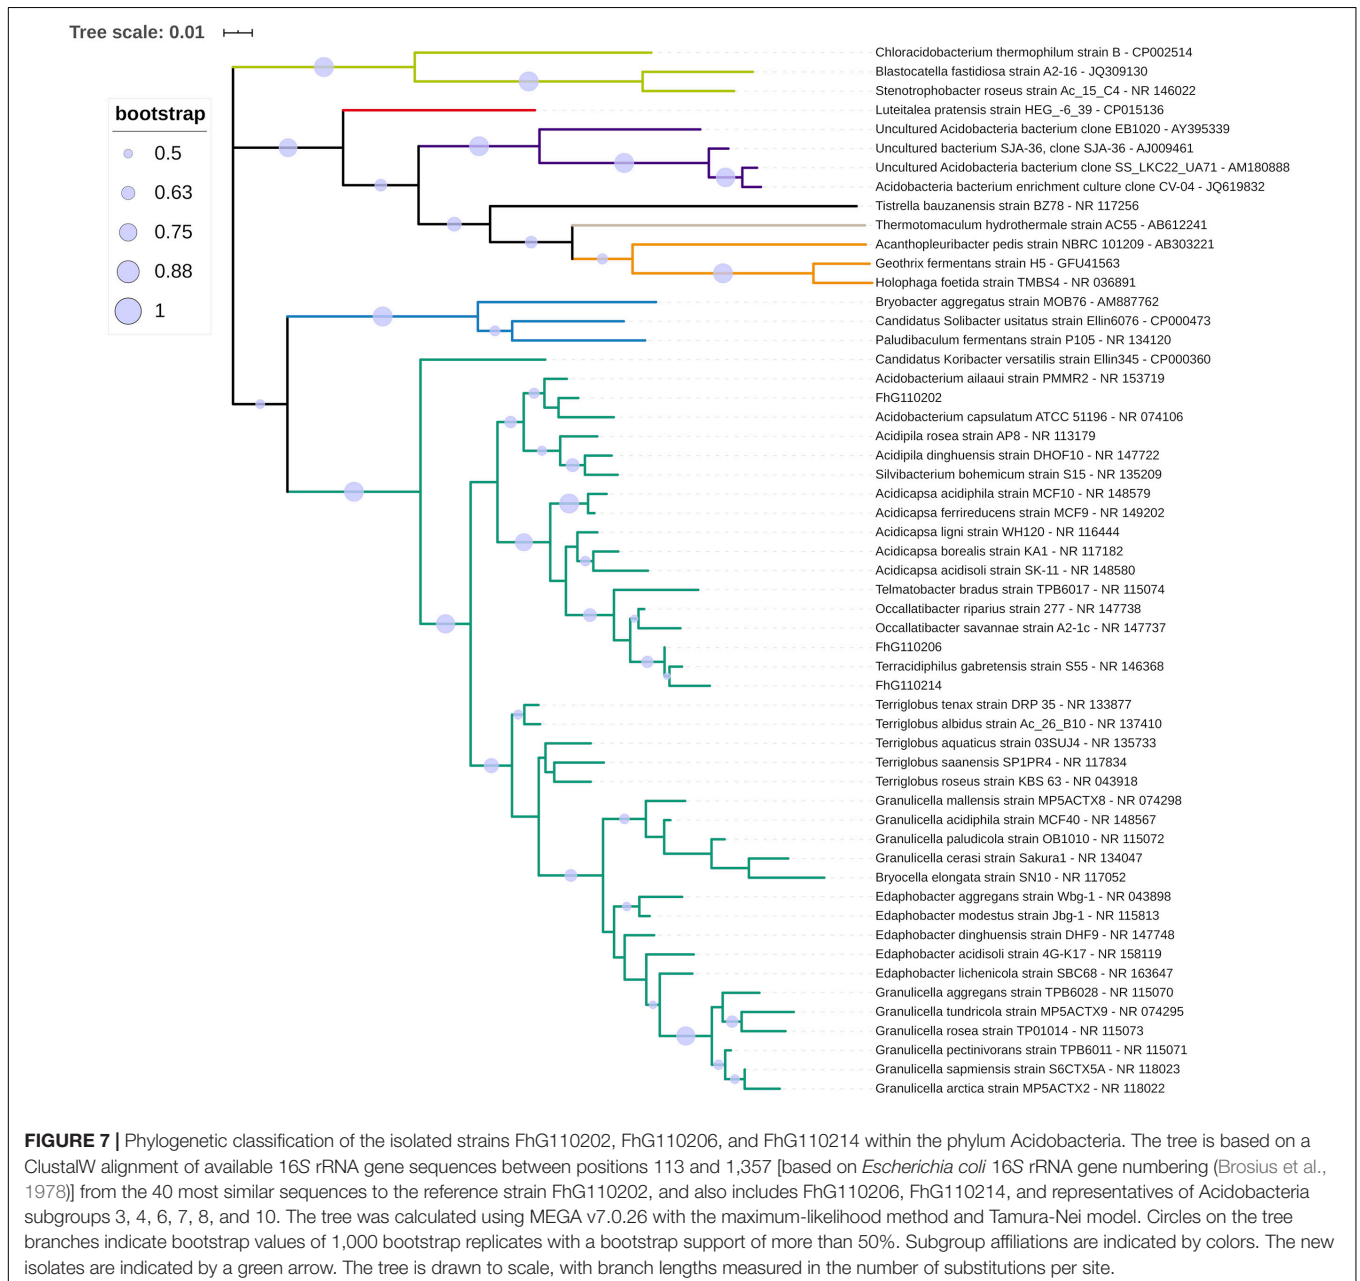 Tree scale: 0.01
bootstrap
0.5
0.63
0.75
0.88
1
Chloracidobacterium thermophilum strain B - CP002514
Blastocatella fastidiosa strain A2-16 - JQ309130
Stenotrophobacter roseus strain Ac_15_C4 - NR 146022
Luteitalea pratensis strain HEG_-6_39 - CP015136
Uncultured Acidobacteria bacterium clone EB1020 - AY395339
Uncultured bacterium SJA-36, clone SJA-36 - AJ009461
Uncultured Acidobacteria bacterium clone SS_LKC22_UA71 - AM180888
Acidobacteria bacterium enrichment culture clone CV-04 - JQ619832
Tistrella bauzanensis strain BZ78 - NR 117256
Thermotomaculum hydrothermale strain AC55 - AB612241
Acanthopleuribacter pedis strain NBRC 101209 - AB303221
Geothrix fermentans strain H5 - GFU41563
Holophaga foetida strain TMBS4 - NR 036891
Bryobacter aggregatus strain MOB76 - AM887762
Candidatus Solibacter usitatus strain Ellin6076 - CP000473
Paludibaculum fermentans strain P105 - NR 134120
Candidatus Koribacter versatilis strain Ellin345 - CP000360
Acidobacterium ailaaui strain PMMR2 - NR 153719
FhG110202
Acidobacterium capsulatum ATCC 51196 - NR 074106
Acidipila rosea strain AP8 - NR 113179
Acidipila dinghuensis strain DHOF10 - NR 147722
Silvibacterium bohemicum strain S15 - NR 135209
Acidicapsa acidiphila strain MCF10 - NR 148579
Acidicapsa ferrireducens strain MCF9 - NR 149202
Acidicapsa ligni strain WH120 - NR 116444
Acidicapsa borealis strain KA1 - NR 117182
Acidicapsa acidisoli strain SK-11 - NR 148580
Telmatobacter bradus strain TPB6017 - NR 115074
Occallatibacter riparius strain 277 - NR 147738
Occallatibacter savannae strain A2-1c - NR 147737
FhG110206
Terracidiphilus gabretensis strain S55 - NR 146368
FhG110214
Terriglobus tenax strain DRP 35 - NR 133877
Terriglobus albidus strain Ac_26_B10 - NR 137410
Terriglobus aquaticus strain 03SUJ4 - NR 135733
Terriglobus saanensis SP1PR4 - NR 117834
Terriglobus roseus strain KBS 63 - NR 043918
Granulicella mallensis strain MP5ACTX8 - NR 074298
Granulicella acidiphila strain MCF40 - NR 148567
Granulicella paludicola strain OB1010 - NR 115072
Granulicella cerasi strain Sakura1 - NR 134047
Bryocella elongata strain SN10 - NR 117052
Edaphobacter aggregans strain Wbg-1 - NR 043898
Edaphobacter modestus strain Jbg-1 - NR 115813
Edaphobacter dinghuensis strain DHF9 - NR 147748
Edaphobacter acidisoli strain 4G-K17 - NR 158119
Edaphobacter lichenicola strain SBC68 - NR 163647
Granulicella aggregans strain TPB6028 - NR 115070
Granulicella tundricola strain MP5ACTX9 - NR 074295
Granulicella rosea strain TP01014 - NR 115073
Granulicella pectinivorans strain TPB6011 - NR 115071
Granulicella sapmiensis strain S6CTX5A - NR 118023
Granulicella arctica strain MP5ACTX2 - NR 118022
FIGURE 7 | Phylogenetic classification of the isolated strains FhG110202, FhG110206, and FhG110214 within the phylum Acidobacteria. The tree is based on a
ClustalW alignment of available 16S rRNA gene sequences between positions 113 and 1,357 [based on Escherichia coli 16S rRNA gene numbering (Brosius et al.,
1978)] from the 40 most similar sequences to the reference strain FhG110202, and also includes FhG110206, FhG110214, and representatives of Acidobacteria
subgroups 3, 4, 6, 7, 8, and 10. The tree was calculated using MEGA v7.0.26 with the maximum-likelihood method and Tamura-Nei model. Circles on the tree
branches indicate bootstrap values of 1,000 bootstrap replicates with a bootstrap support of more than 50%. Subgroup affiliations are indicated by colors. The new
isolates are indicated by a green arrow. The tree is drawn to scale, with branch lengths measured in the number of substitutions per site.